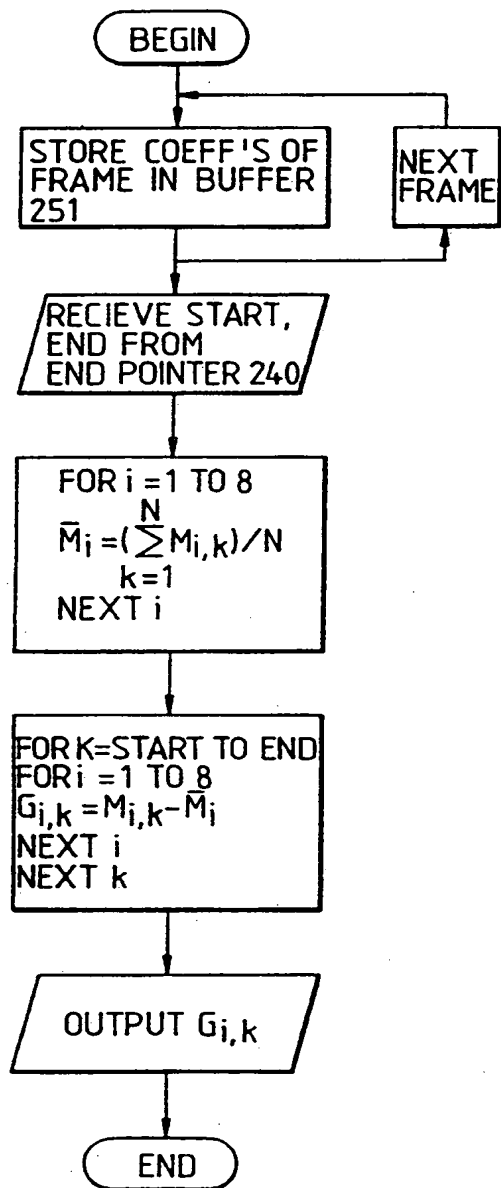 BEGIN
STORE COEFF'S OF
FRAME IN BUFFER
251
NEXT
FRAME
RECIEVE START,
END FROM
END POINTER 240
FOR i = 1 TO 8
N
M̄i = (∑ Mi,k)/N
k=1
NEXT i
FOR K=START TO END
FOR i = 1 TO 8
Gi,k = Mi,k - M̄i
NEXT i
NEXT k
OUTPUT Gi,k
END